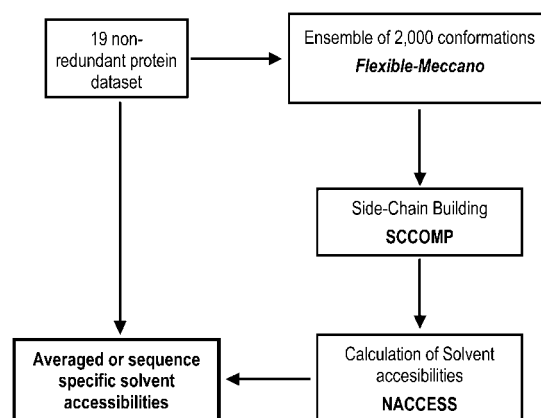 19 non-
redundant protein
dataset
Ensemble of 2,000 conformations
Flexible-Meccano
Side-Chain Building
SCCOMP
Calculation of Solvent
accesibilities
NACCESS
Averaged or sequence
specific solvent
accessibilities